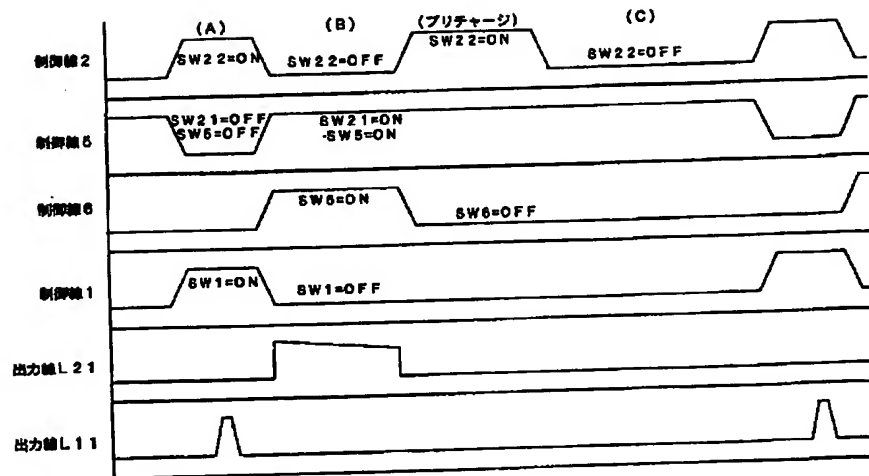 (A) (B) (プリチャージ) (C)
制御線2 SW22=ON SW22=OFF SW22=ON SW22=OFF
SW21=OFF SW21=ON
制御線5 SW5=OFF -SW5=ON
制御線6 SW6=ON SW6=OFF
制御線1 SW1=ON SW1=OFF
出力線L21
出力線L11